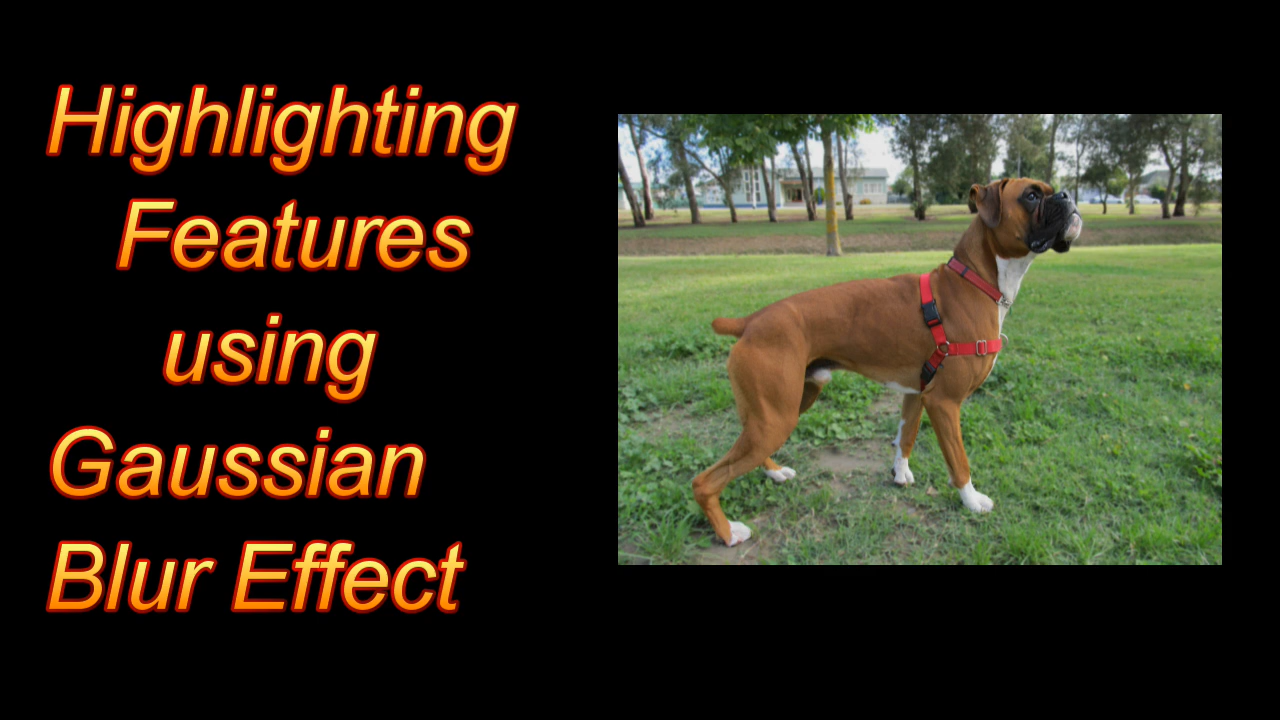 Highlighting
Features
using
Gaussian
Blur Effect